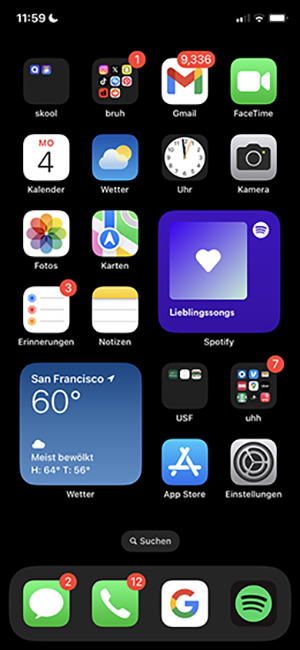 11:59
1
9,336
skool
bruh
Gmail
FaceTime
MO
4
Kalender
Wetter
Uhr
Kamera
Fotos
Karten
Lieblingssongs
3
Erinnerungen
Notizen
Spotify
San Francisco
60°
Meist bewölkt
H: 64° T: 56°
Wetter
7
USF
uhh
App Store
Einstellungen
Suchen
2
12